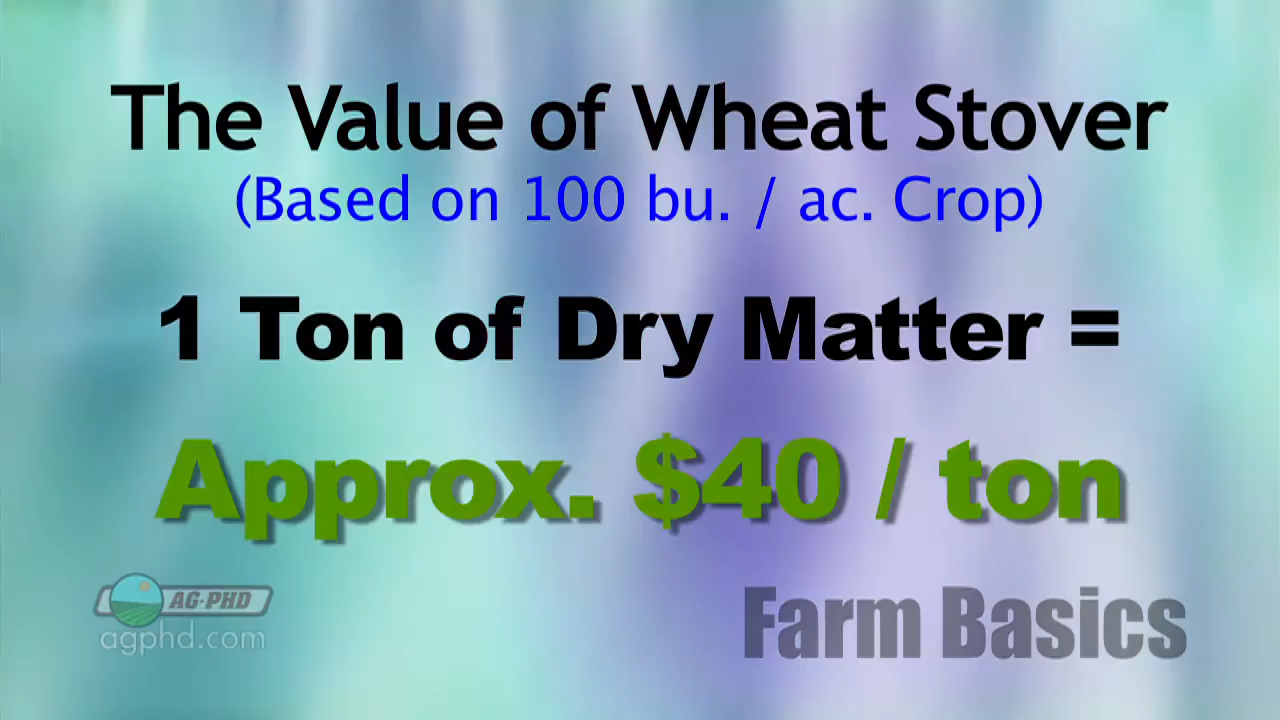 The Value of Wheat Stover
(Based on 100 bu. / ac. Crop)
1 Ton of Dry Matter =
Approx. $40 / ton
AG•PHD
agphd.com
Farm Basics